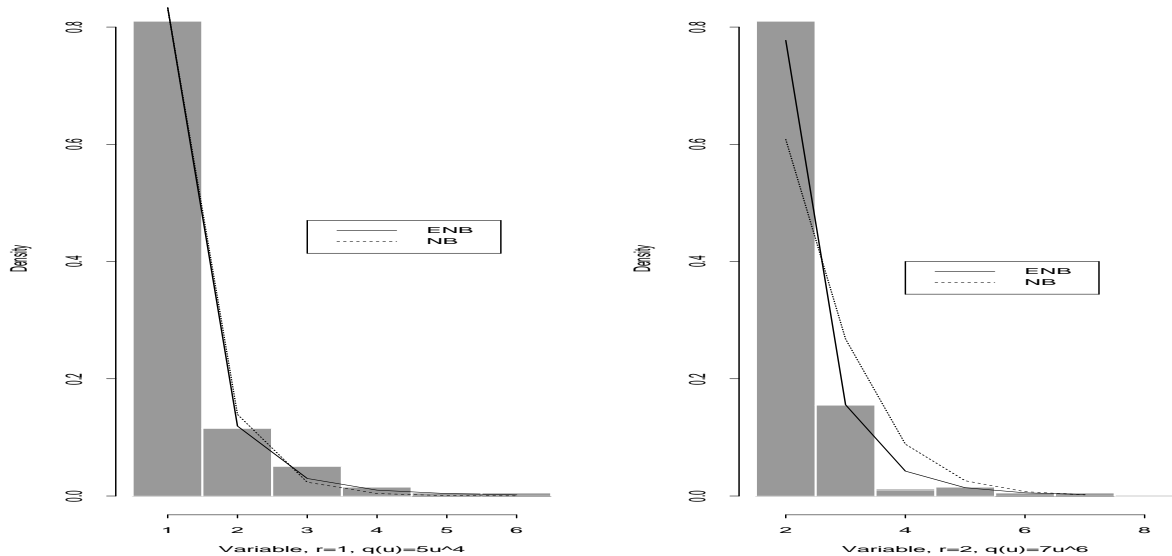 Density
0.0
0.2
0.4
0.6
0.8
ENB
NB
1
2
3
4
5
6
Variable, r=1, q(u)=5u^4
Density
0.0
0.2
0.4
0.6
0.8
ENB
NB
2
4
6
8
Variable, r=2, q(u)=7u^6